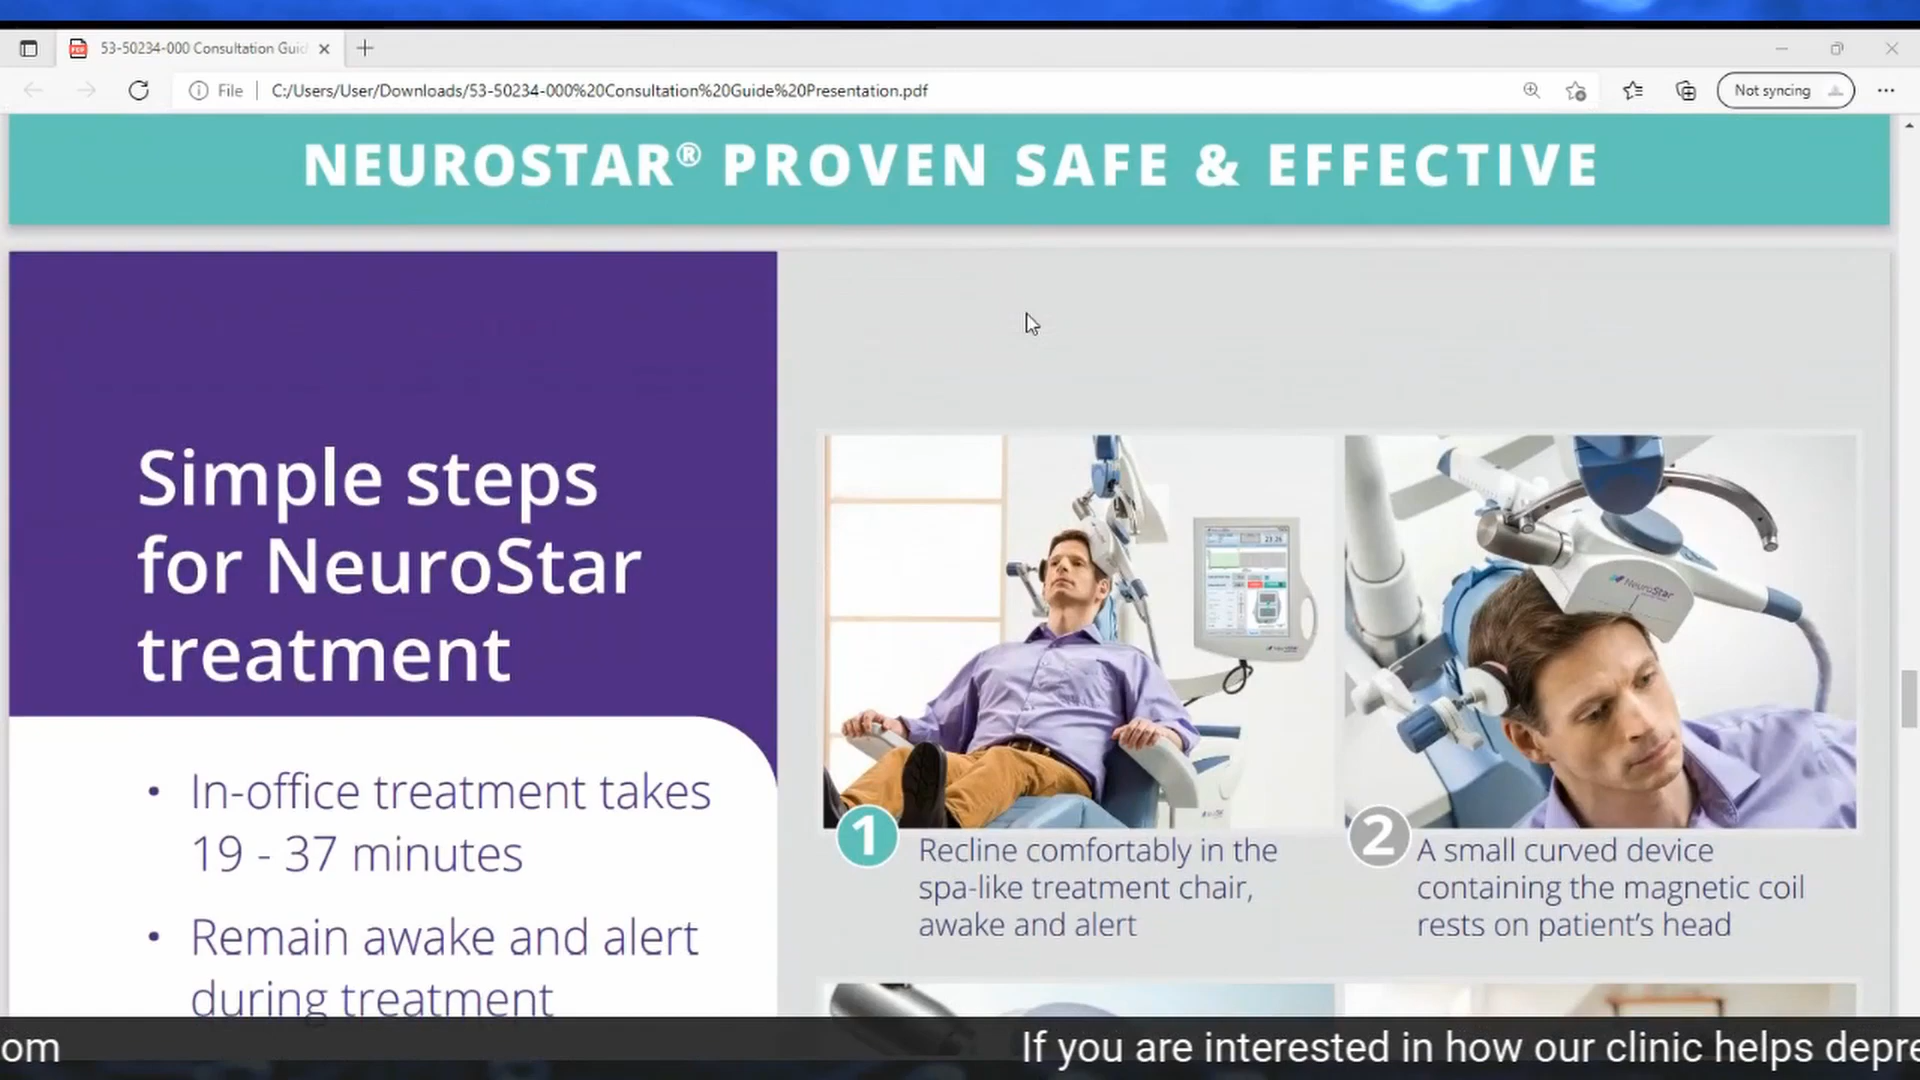 53-50234-000 Consultation Guid
File
C:/Users/User/Downloads/53-50234-000%20Consultation%20Guide%20Presentation.pdf
Not syncing
NEUROSTAR® PROVEN SAFE & EFFECTIVE
Simple steps
for NeuroStar
treatment
• In-office treatment takes
19 - 37 minutes
• Remain awake and alert
during treatment
NeuroStar
1
Recline comfortably in the
spa-like treatment chair,
awake and alert
2
A small curved device
containing the magnetic coil
rests on patient's head
om
If you are interested in how our clinic helps depre